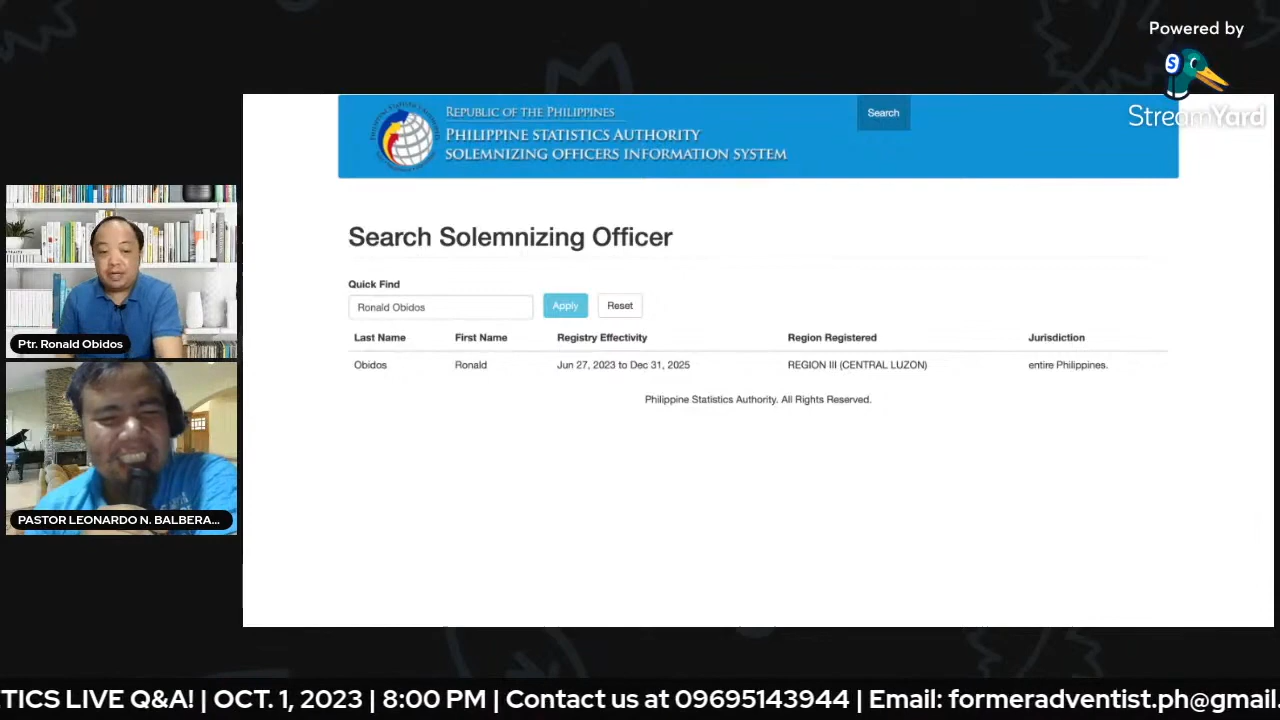 Powered by
StreamYard
REPUBLIC OF THE PHILIPPINES
PHILIPPINE STATISTICS AUTHORITY
SOLEMNIZING OFFICERS INFORMATION SYSTEM
Search
Search Solemnizing Officer
Quick Find
Ronald Obidos
Apply
Reset
Last Name First Name Registry Effectivity Region Registered Jurisdiction
Obidos Ronald Jun 27, 2023 to Dec 31, 2025 REGION III (CENTRAL LUZON) entire Philippines.
Philippine Statistics Authority. All Rights Reserved.
Ptr. Ronald Obidos
PASTOR LEONARDO N. BALBERA...
TICS LIVE Q&A! | OCT. 1, 2023 | 8:00 PM | Contact us at 09695143944 | Email: formeradventist.ph@gmail.